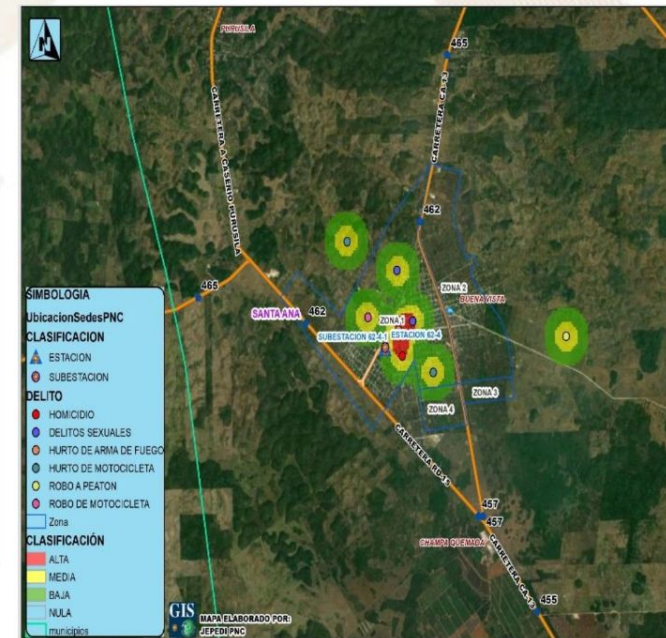 N
PURUSILA
465
CARRETERA CA-13
CARRETERA A CASERIO PURUSILA
462
465
ZONA 2
BUENA VISTA
SANTA ANA
462
ZONA 1
SUBESTACION 62-4-1
ESTACION 62-4
ZONA 3
ZONA 4
CARRETERA RD-15
457
457
CHAMPA QUEMADA
CARRETERA CA-13
455
SIMBOLOGIA
UbicacionSedesPNC
CLASIFICACION
ESTACION
SUBESTACION
DELITO
HOMICIDIO
DELITOS SEXUALES
HURTO DE ARMA DE FUEGO
HURTO DE MOTOCICLETA
ROBO A PEATON
ROBO DE MOTOCICLETA
Zona
CLASIFICACIÓN
ALTA
MEDIA
BAJA
NULA
municipios
GIS
MAPA ELABORADO POR:
JEPEDI PNC